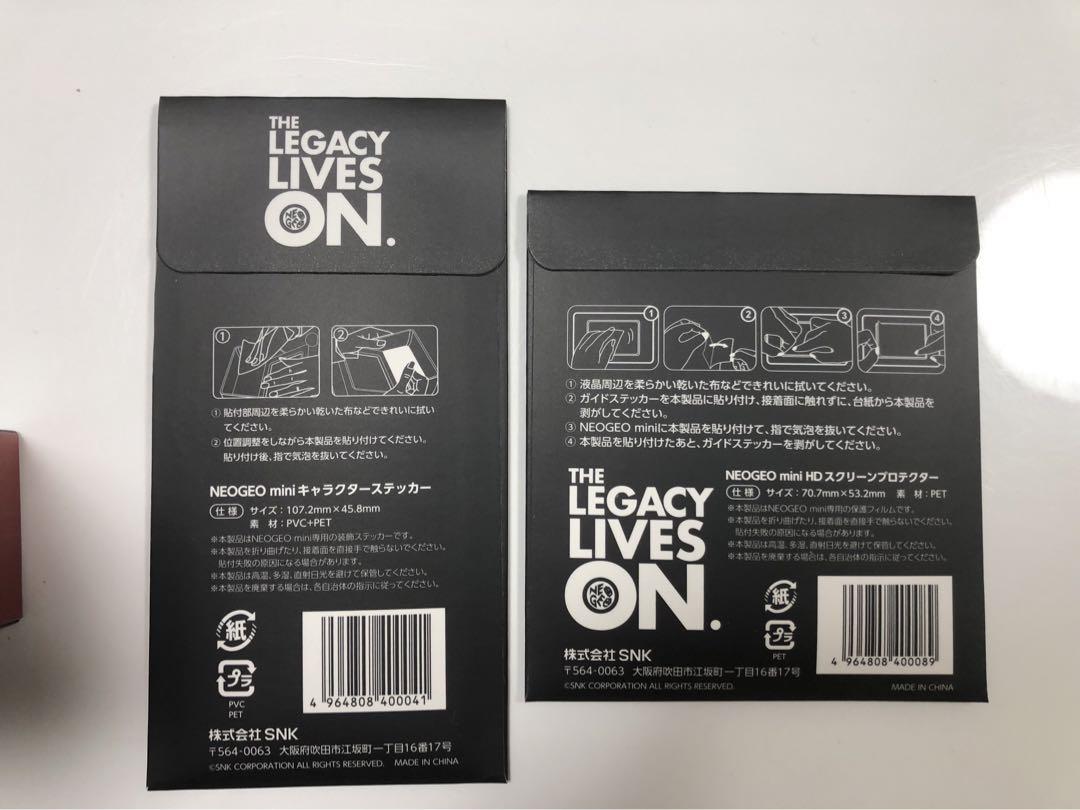 THE
LEGACY
LIVES
ON.
NEO
GEO
① ②
① 貼付部周辺を柔らかい乾いた布などできれいに拭い
てください。
② 位置調整をしながら本製品を貼り付けてください。
貼り付け後、指で気泡を抜いてください。
NEOGEO mini キャラクターステッカー
仕様 サイズ:107.2mm×45.8mm
素 材:PVC+PET
※本製品はNEOGEO mini専用の装飾ステッカーです。
※本製品を折り曲げたり、接着面を直接手で触らないでください。
貼付失敗の原因になる場合があります。
※本製品は高温、多湿、直射日光を避けて保管してください。
※本製品を廃棄する場合は、各自治体の指示に従ってください。
紙
プラ
PVC
PET
4 964808 400041
株式会社 SNK
〒564-0063 大阪府吹田市江坂町一丁目16番17号
©SNK CORPORATION ALL RIGHTS RESERVED. MADE IN CHINA
① ② ③ ④
① 液晶周辺を柔らかい乾いた布などできれいに拭いてください。
② ガイドステッカーを本製品に貼り付け、接着面に触れずに、台紙から本製品を
剥がしてください。
③ NEOGEO miniに本製品を貼り付けて、指で気泡を抜いてください。
④ 本製品を貼り付けたあと、ガイドステッカーを剥がしてください。
THE
LEGACY
LIVES
ON.
NEO
GEO
NEOGEO mini HDスクリーンプロテクター
仕様 サイズ:70.7mm×53.2mm 素 材:PET
※本製品はNEOGEO mini専用の保護フィルムです。
※本製品を折り曲げたり、接着面を直接手で触らないでください。
貼付失敗の原因になる場合があります。
※本製品は高温、多湿、直射日光を避けて保管してください。
※本製品を廃棄する場合は、各自治体の指示に従ってください。
紙
プラ
PET
4 964808 400089
株式会社 SNK
〒564-0063 大阪府吹田市江坂町一丁目16番17号
©SNK CORPORATION ALL RIGHTS RESERVED. MADE IN CHINA